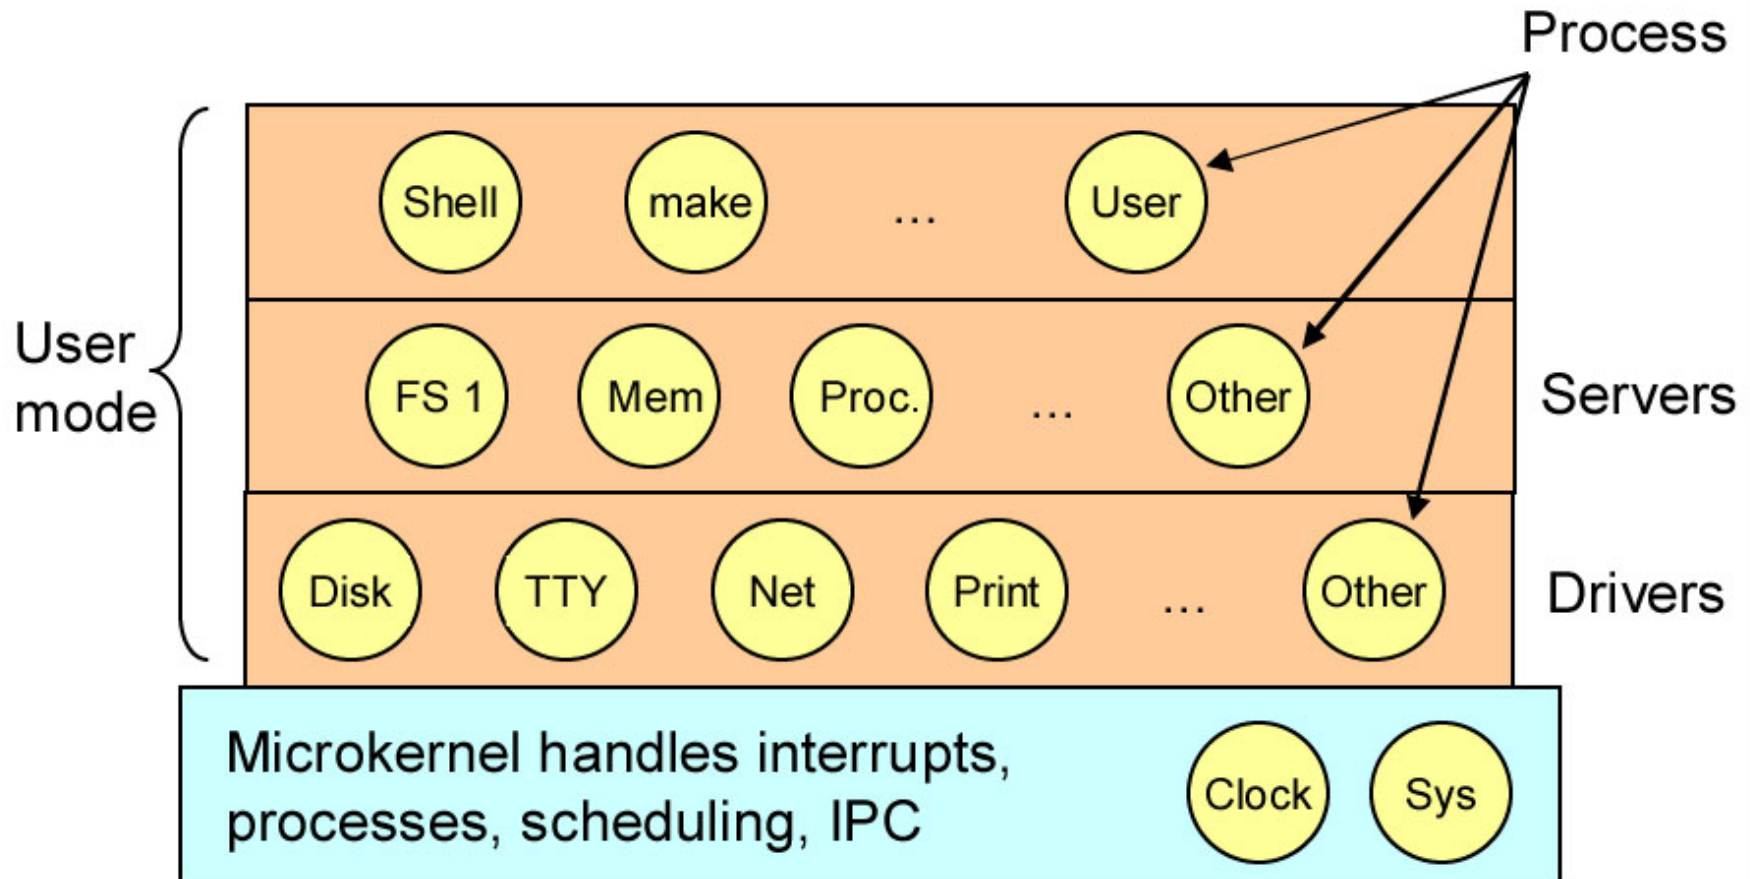 Process
Shell make ... User
User
mode
FS 1 Mem Proc. ... Other
Servers
Disk TTY Net Print ... Other
Drivers
Microkernel handles interrupts,
processes, scheduling, IPC
Clock Sys